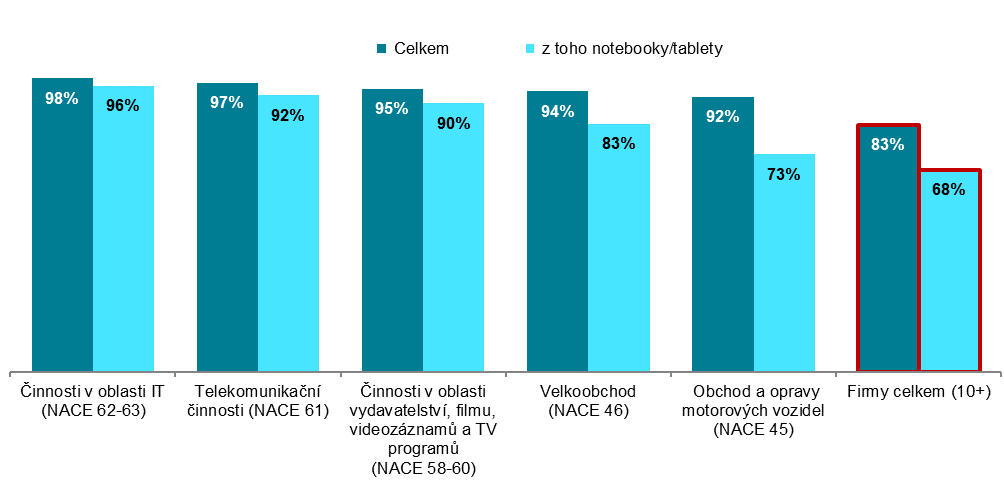 Celkem
z toho notebooky/tablety
98%
96%
97%
92%
95%
90%
94%
83%
92%
73%
83%
68%
Činnosti v oblasti IT
(NACE 62-63)
Telekomunikační
činnosti (NACE 61)
Činnosti v oblasti
vydavatelství, filmu,
videozáznamů a TV
programů
(NACE 58-60)
Velkoobchod
(NACE 46)
Obchod a opravy
motorových vozidel
(NACE 45)
Firmy celkem (10+)